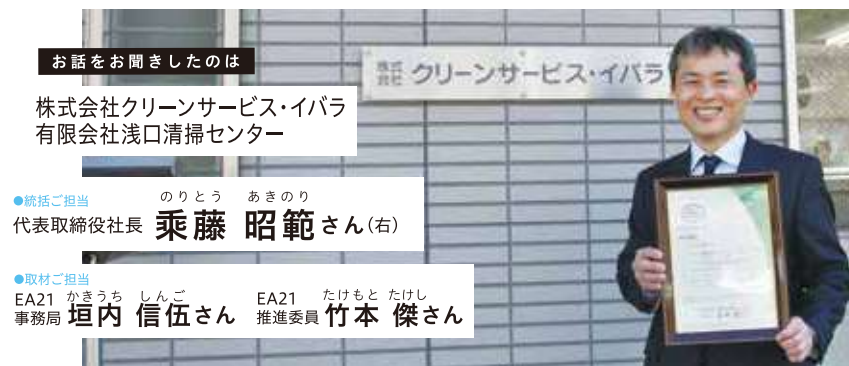 お話をお聞きしたのは
株式会社クリーンサービス・イバラ
有限会社浅口清掃センター
●統括ご担当
のりとう あきのり
代表取締役社長 乘藤 昭範さん(右)
●取材ご担当
かきうち しんご
EA21 事務局 垣内 信伍さん
たけもと たけし
EA21 推進委員 竹本 傑さん
株式会社 クリーンサービス・イバラ